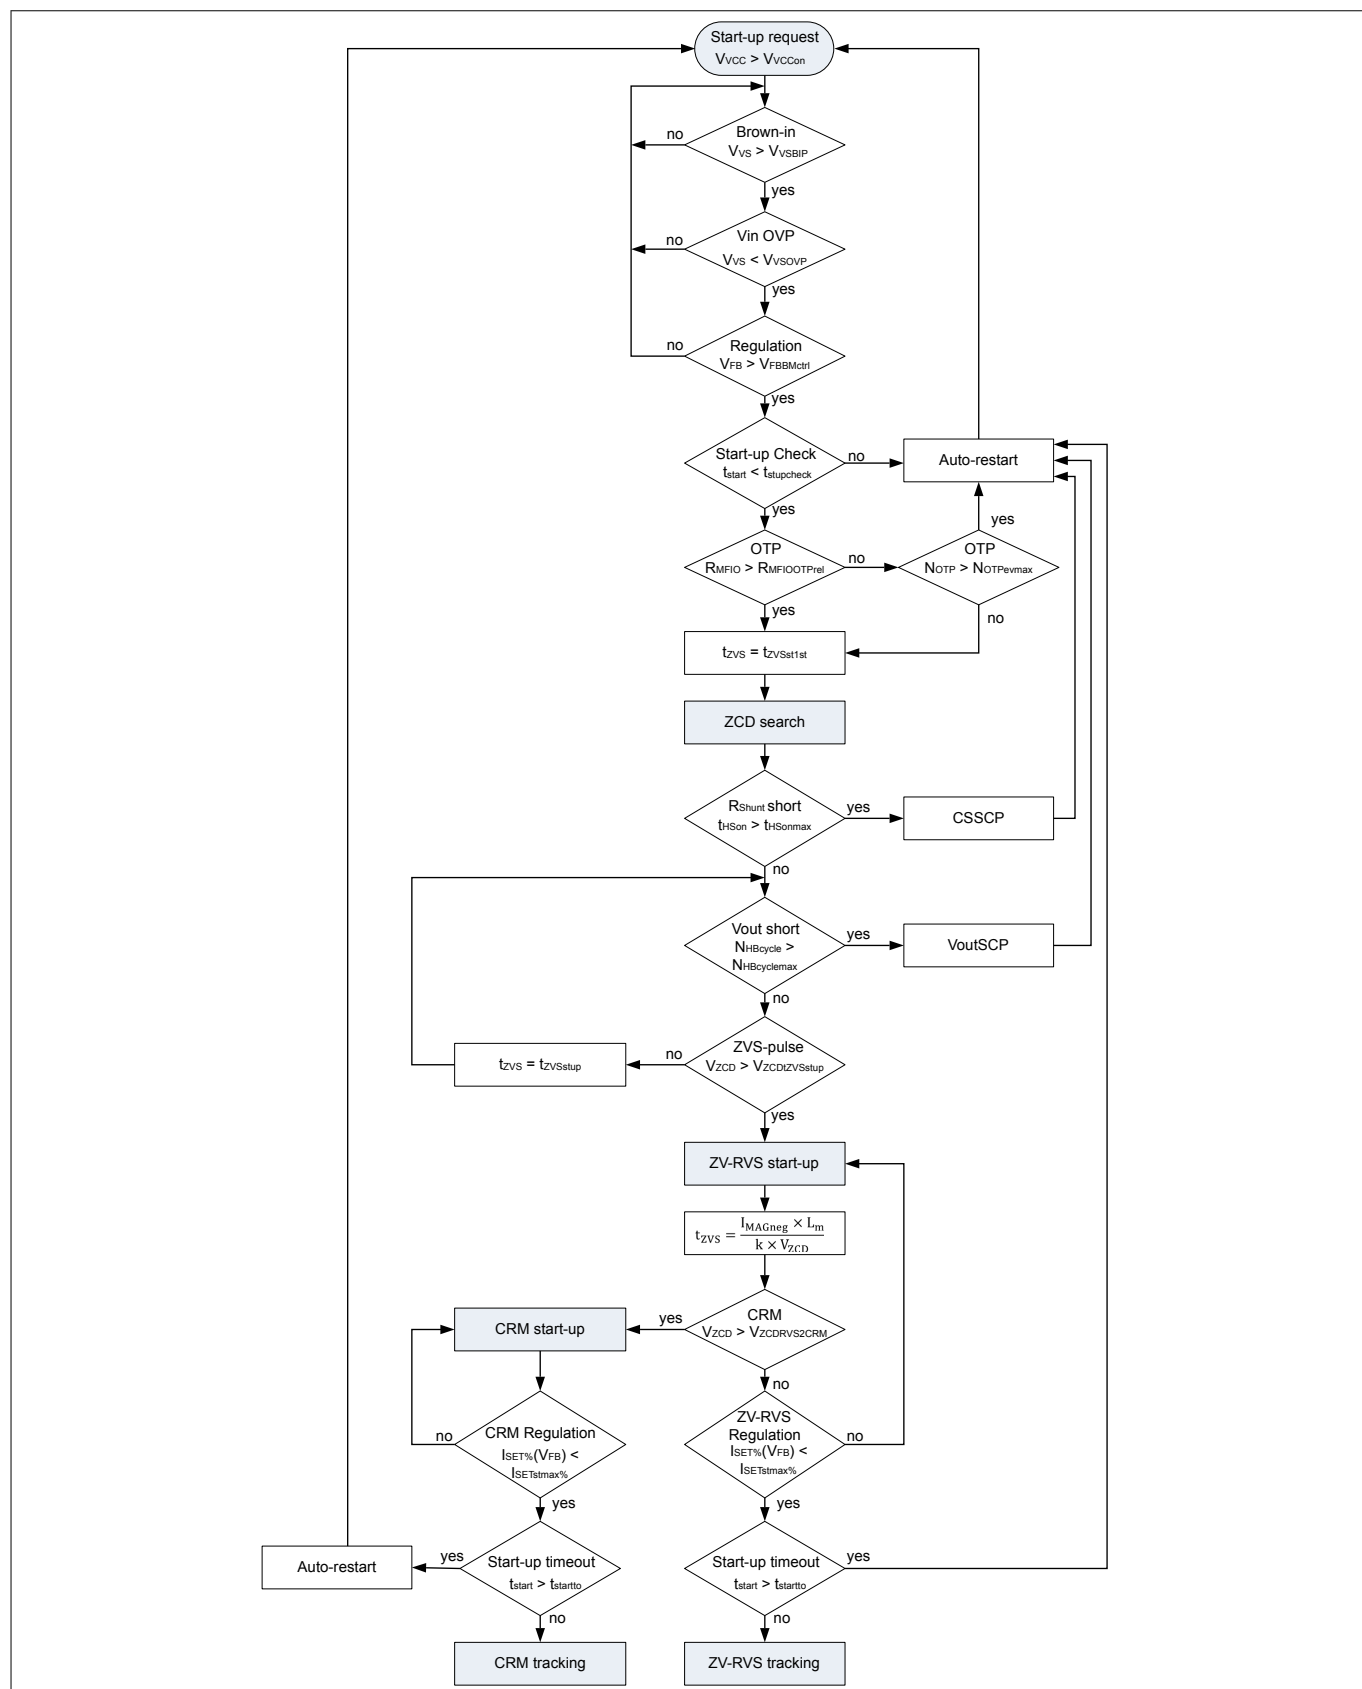 Start-up request
VVCC > VVCCon
Brown-in
VVS > VVSBIP
no
yes
Vin OVP
VVS < VVSOVP
no
yes
Regulation
VFB > VFBBMctrl
no
yes
Start-up Check
tstart < tstupcheck
no
Auto-restart
yes
yes
OTP
RMFIO > RMFIOOTPrel
no
OTP
NOTP > NOTPevmax
yes
no
tZVS = tZVSst1st
ZCD search
RShunt short
tHSon > tHSonmax
yes
CSSCP
no
Vout short
NHBcycle >
NHBcyclemax
yes
VoutSCP
no
ZVS-pulse
VZCD > VZCDtZVSstup
no
tZVS = tZVSstup
yes
ZV-RVS start-up
tZVS = IMAGneg × Lm
k × VZCD
CRM
VZCD > VZCDRVS2CRM
yes
CRM start-up
no
CRM Regulation
ISET%(VFB) <
ISETstmax%
no
ZV-RVS
Regulation
ISET%(VFB) <
ISETstmax%
no
yes
yes
Auto-restart
yes
Start-up timeout
tstart > tstartto
Start-up timeout
tstart > tstartto
yes
no
no
CRM tracking
ZV-RVS tracking